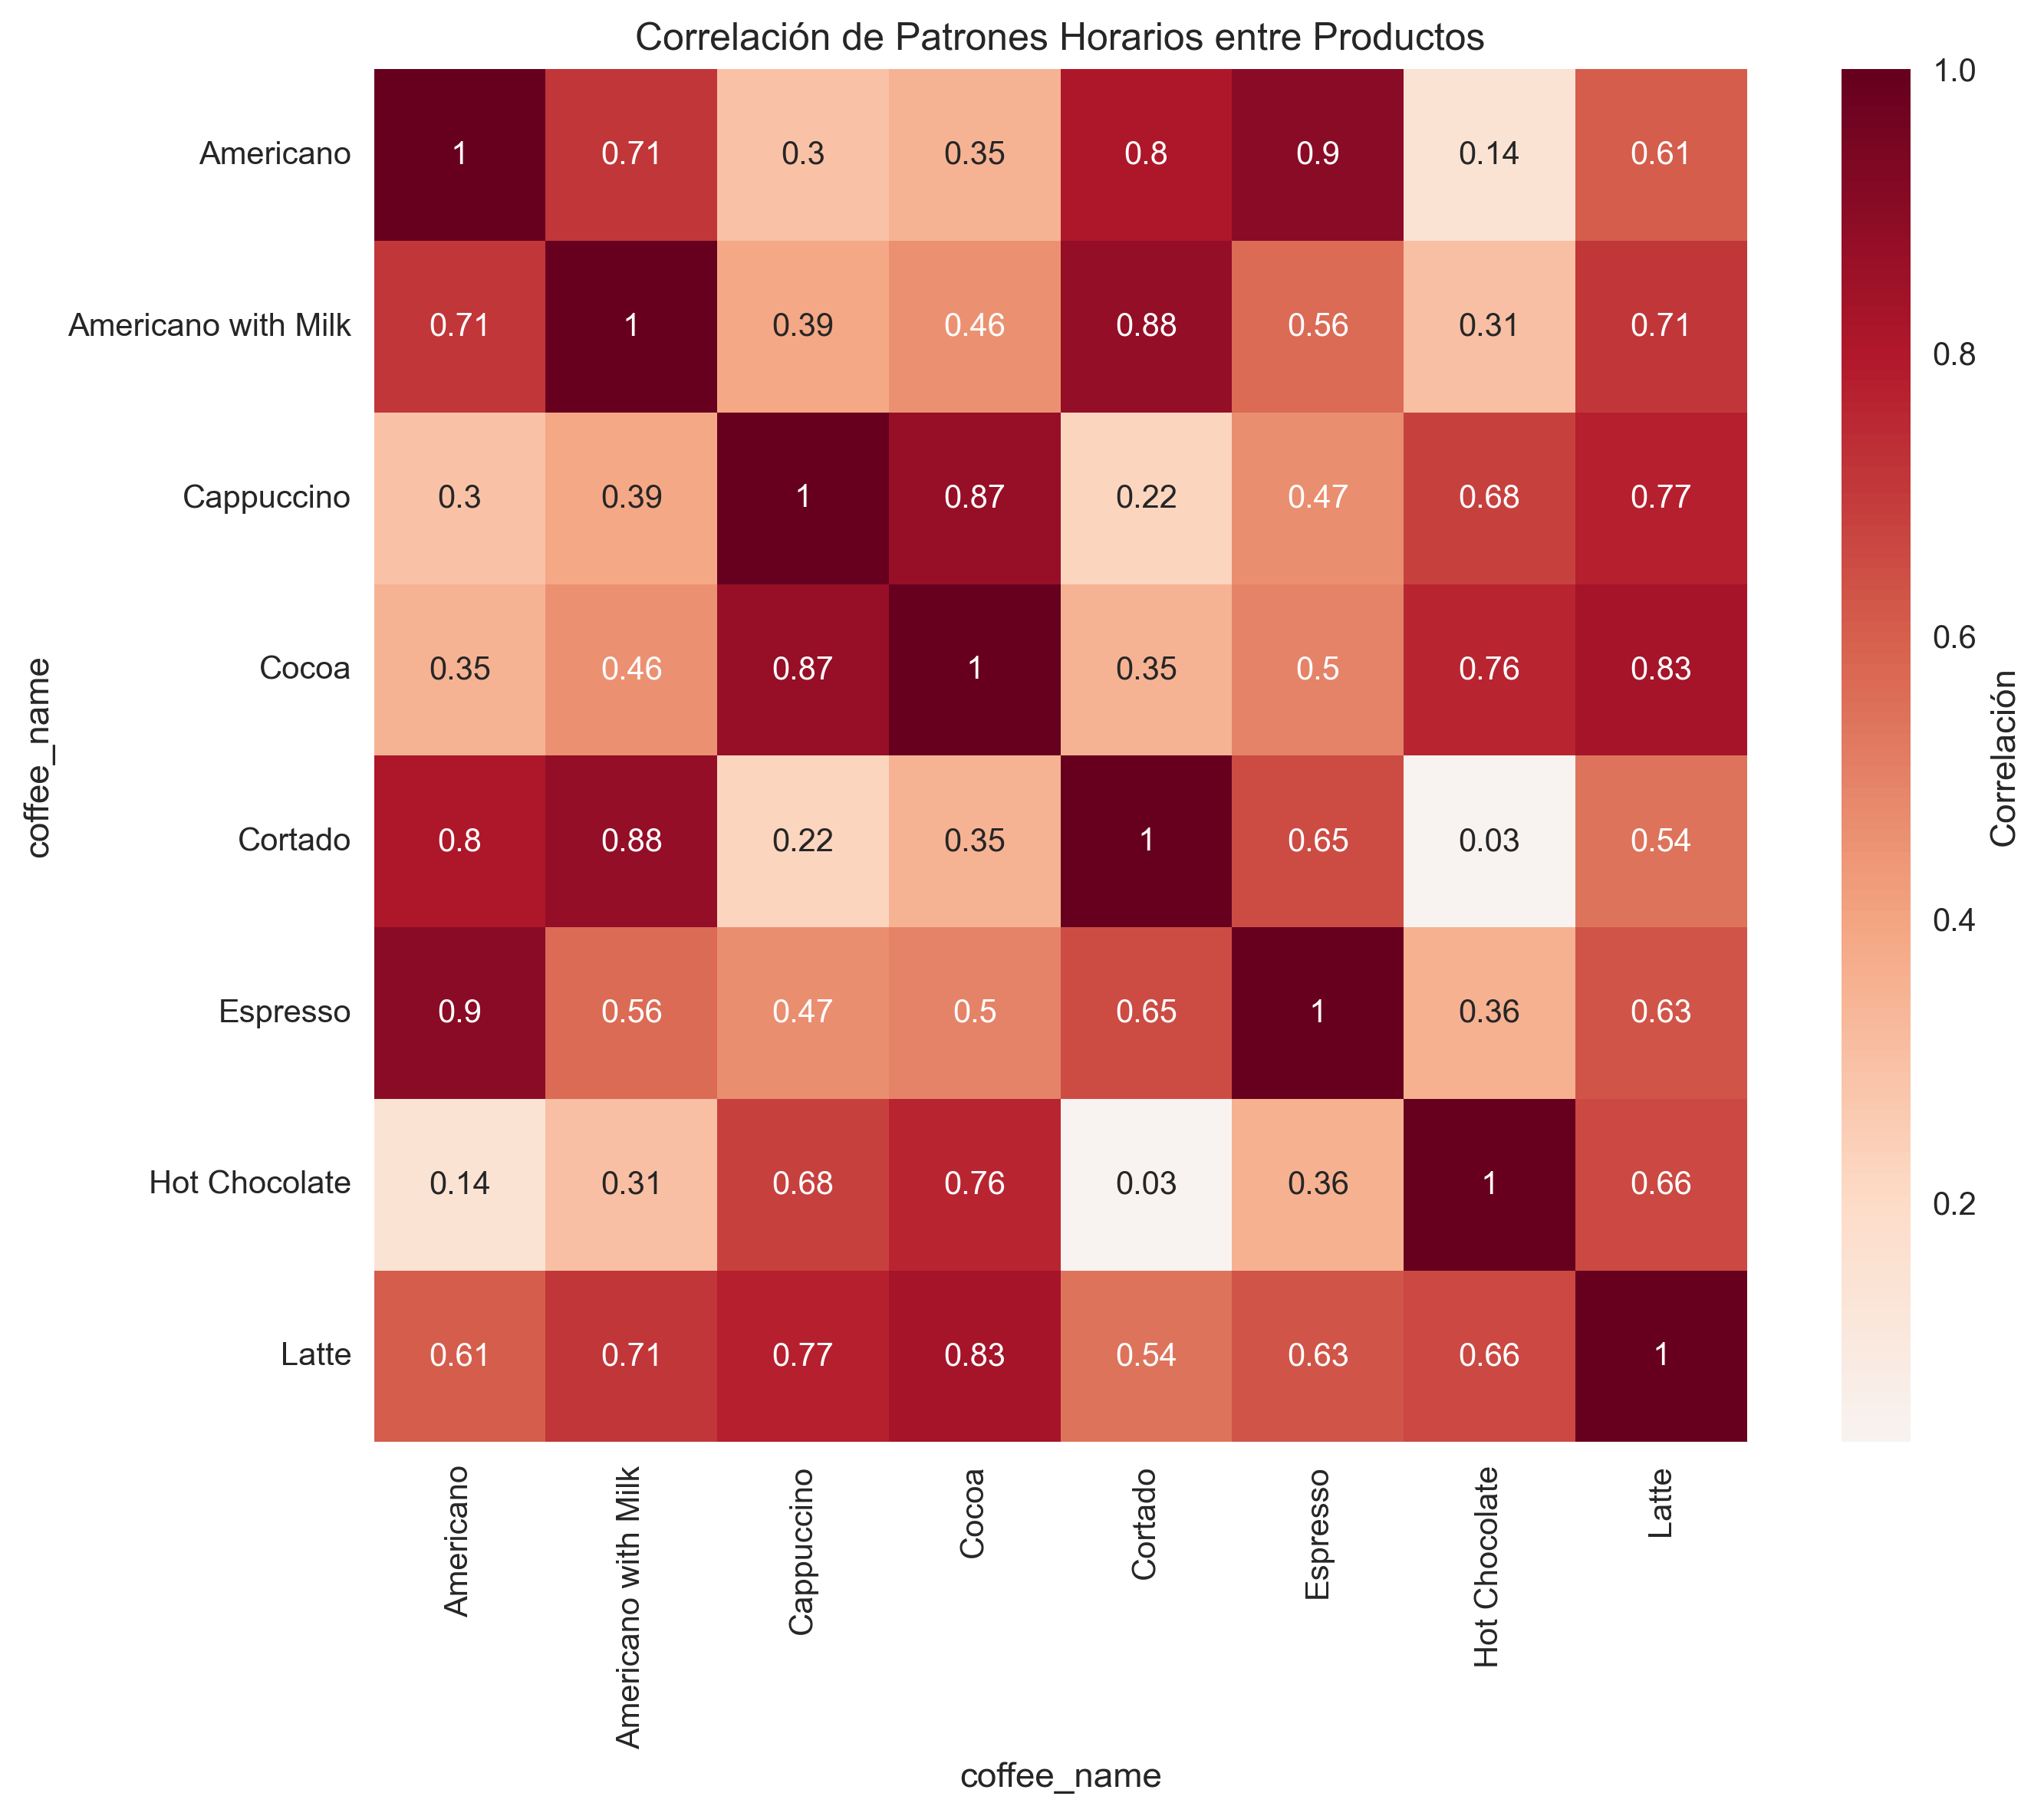 Correlación de Patrones Horarios entre Productos
Americano 1 0.71 0.3 0.35 0.8 0.9 0.14 0.61
Americano with Milk 0.71 1 0.39 0.46 0.88 0.56 0.31 0.71
Cappuccino 0.3 0.39 1 0.87 0.22 0.47 0.68 0.77
Cocoa 0.35 0.46 0.87 1 0.35 0.5 0.76 0.83
Cortado 0.8 0.88 0.22 0.35 1 0.65 0.03 0.54
Espresso 0.9 0.56 0.47 0.5 0.65 1 0.36 0.63
Hot Chocolate 0.14 0.31 0.68 0.76 0.03 0.36 1 0.66
Latte 0.61 0.71 0.77 0.83 0.54 0.63 0.66 1
coffee_name
Americano
Americano with Milk
Cappuccino
Cocoa
Cortado
Espresso
Hot Chocolate
Latte
coffee_name
1.0
0.8
0.6
0.4
0.2
Correlación